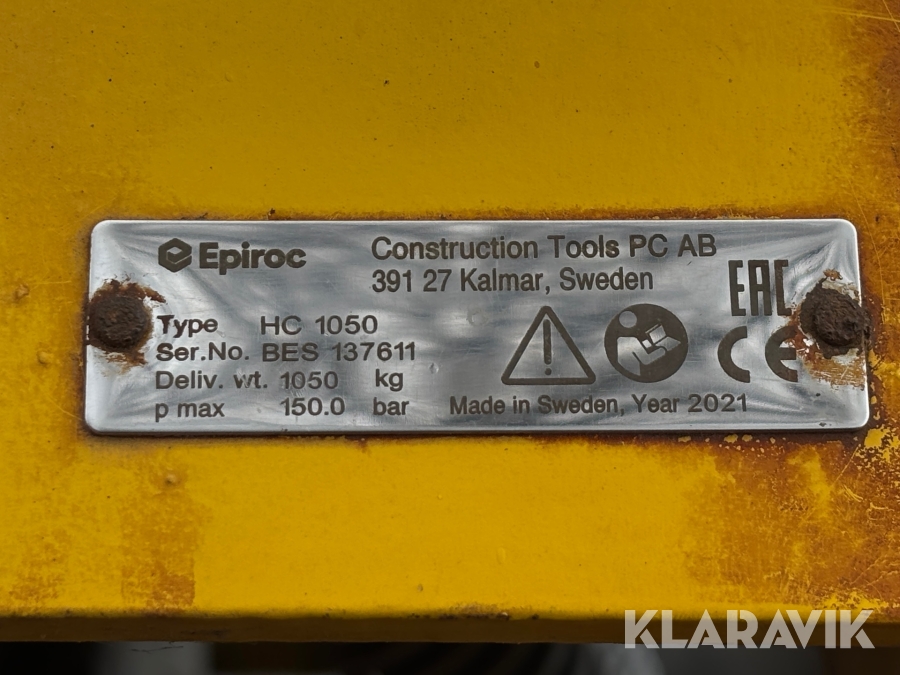 Epiroc
Construction Tools PC AB
391 27 Kalmar, Sweden
EAC
Type HC 1050
Ser.No. BES 137611
Deliv. wt. 1050 kg
p max 150.0 bar
CE
Made in Sweden, Year 2021
KLARAVIK